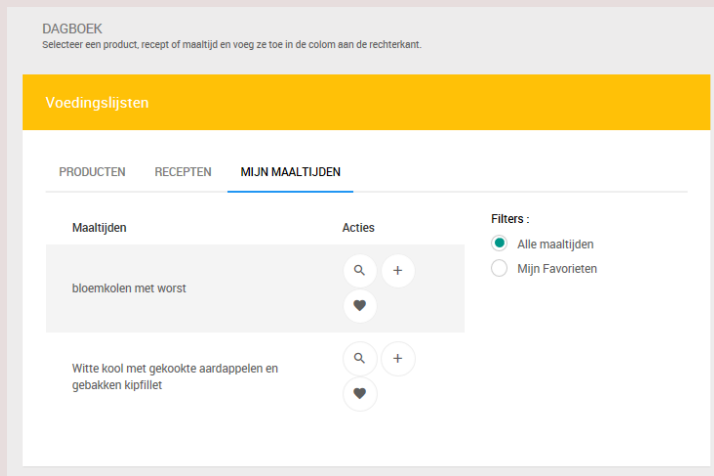 DAGBOEK
Selecteer een product, recept of maaltijd en voeg ze toe in de colom aan de rechterkant.
Voedingslijsten
PRODUCTEN RECEPTEN MIJN MAALTIJDEN
Maaltijden Acties
bloemkolen met worst
Witte kool met gekookte aardappelen en
gebakken kipfillet
Filters :
Alle maaltijden
Mijn Favorieten